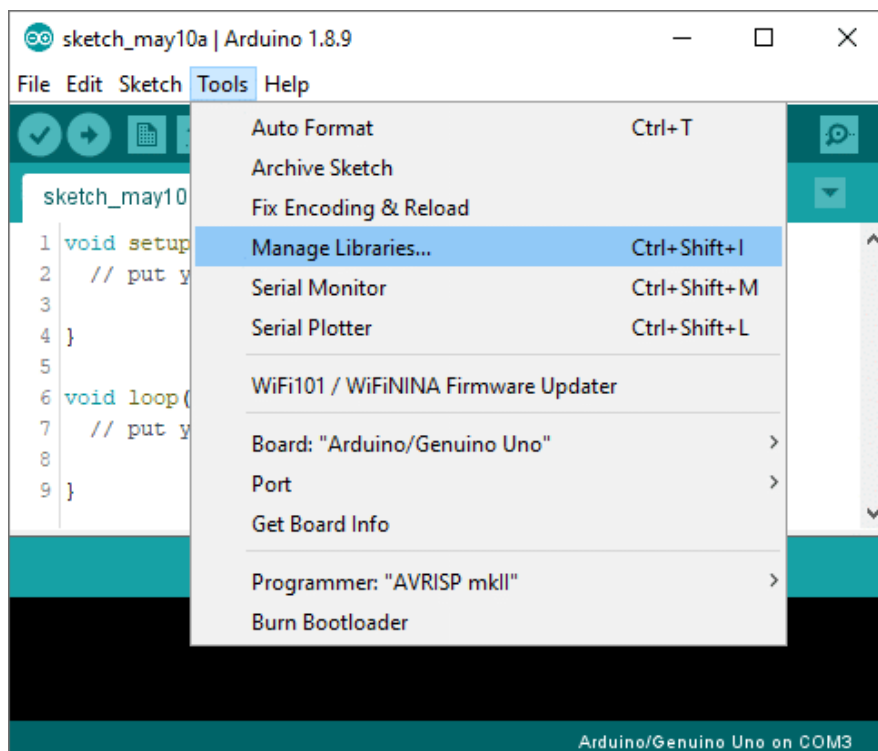 sketch_may10a | Arduino 1.8.9
File Edit Sketch Tools Help
Auto Format Ctrl+T
Archive Sketch
Fix Encoding & Reload
Manage Libraries... Ctrl+Shift+I
Serial Monitor Ctrl+Shift+M
Serial Plotter Ctrl+Shift+L
WiFi101 / WiFiNINA Firmware Updater
Board: "Arduino/Genuino Uno"
Port
Get Board Info
Programmer: "AVRISP mkII"
Burn Bootloader
sketch_may10
1 void setup
2 // put y
3
4 }
5
6 void loop(
7 // put y
8
9 }
Arduino/Genuino Uno on COM3